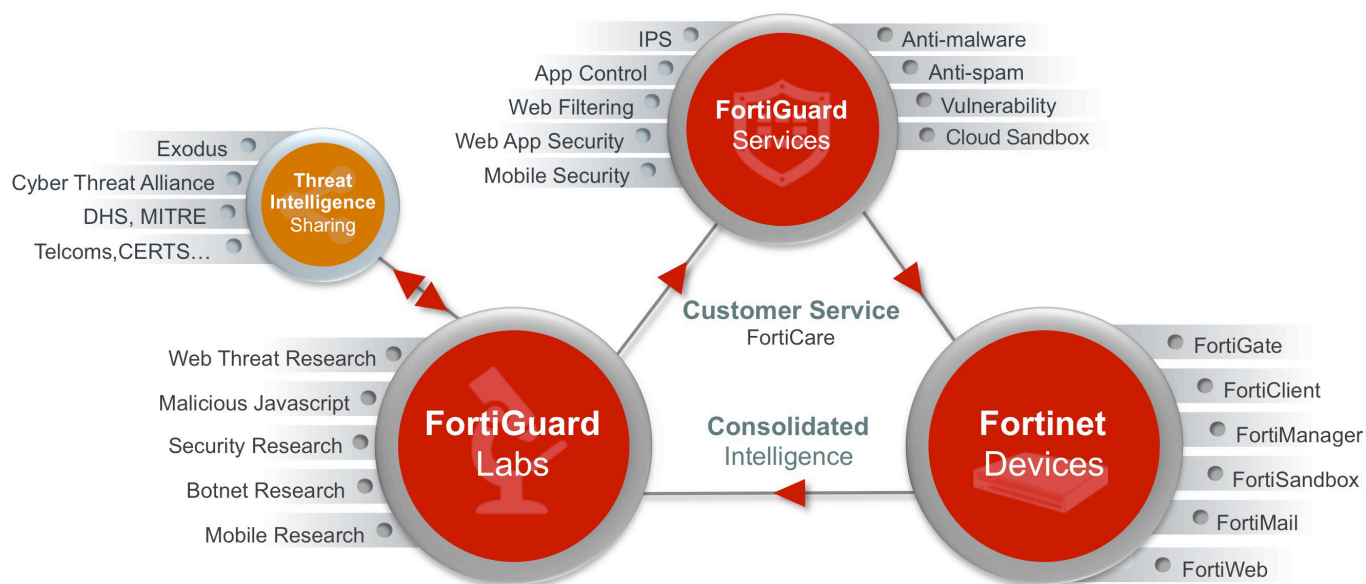 IPS
App Control
Web Filtering
Web App Security
Mobile Security
FortiGuard
Services
Anti-malware
Anti-spam
Vulnerability
Cloud Sandbox
Exodus
Cyber Threat Alliance
DHS, MITRE
Telcoms,CERTS…
Threat
Intelligence
Sharing
Customer Service
FortiCare
Web Threat Research
Malicious Javascript
Security Research
Botnet Research
Mobile Research
FortiGuard
Labs
Consolidated
Intelligence
Fortinet
Devices
FortiGate
FortiClient
FortiManager
FortiSandbox
FortiMail
FortiWeb